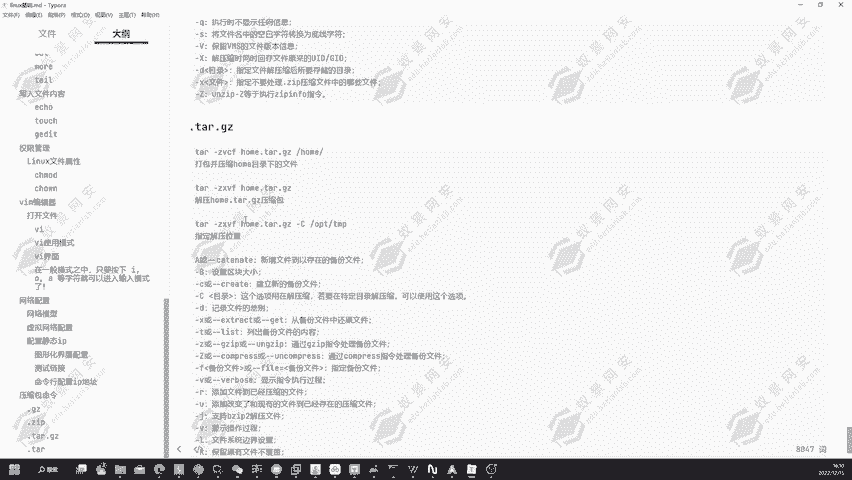 linux基础.md - Typora
文件(F) 编辑(E) 段落(P) 格式(O) 视图(V) 主题(T) 帮助(H)
文件 大纲
more
tail
写入文件内容
echo
touch
gedit
权限管理
Linux文件属性
chmod
chown
vim编辑器
打开文件
vi
vi使用模式
vi界面
在一般模式之中，只要按下 i,
o, a 等字符就可以进入输入模式
了!
网络配置
网络模型
虚拟网络配置
配置静态ip
图形化界面配置
测试链接
命令行配置ip地址
压缩包命令
.gz
.zip
.tar.gz
.tar
-q: 执行时不显示任何信息;
-s: 将文件名中的空白字符转换为底线字符;
-V: 保留VMS的文件版本信息;
-X: 解压缩时同时回存文件原来的UID/GID;
-d<目录>: 指定文件解压缩后所要存储的目录;
-x<文件>: 指定不要处理.zip压缩文件中的哪些文件;
-Z: unzip-Z等于执行zipinfo指令。
.tar.gz
tar -zvcf home.tar.gz /home/
打包并压缩home目录下的文件
tar -zxvf home.tar.gz
解压home.tar.gz压缩包
tar -zxvf home.tar.gz -C /opt/tmp
指定解压位置
A或--catenate: 新增文件到以存在的备份文件;
-B: 设置区块大小;
-c或--create: 建立新的备份文件;
-C <目录>: 这个选项用在解压缩，若要在特定目录解压缩，可以使用这个选项。
-d: 记录文件的差别;
-x或--extract或--get: 从备份文件中还原文件;
-t或--list: 列出备份文件的内容;
-z或--gzip或--ungzip: 通过gzip指令处理备份文件;
-Z或--compress或--uncompress: 通过compress指令处理备份文件;
-f<备份文件>或--file=<备份文件>: 指定备份文件;
-v或--verbose: 显示指令执行过程;
-r: 添加文件到已经压缩的文件;
-u: 添加改变了和现有的文件到已经存在的压缩文件;
-j: 支持bzip2解压文件;
-v: 显示操作过程;
-l: 文件系统边界设置;
-k: 保留原有文件不覆盖;
8047 词
搜索
2022/12/15
蚁景网安
edu.hetianlab.com